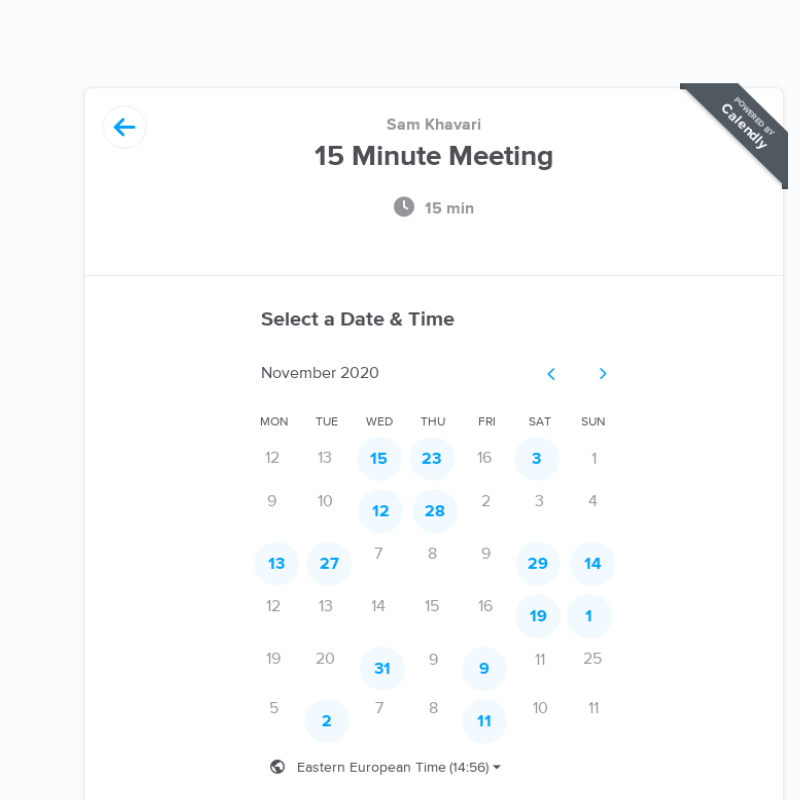 Sam Khavari
15 Minute Meeting
15 min
POWERED BY
Calendly
Select a Date & Time
November 2020
MON TUE WED THU FRI SAT SUN
12 13 15 23 16 3 1
9 10 12 28 2 3 4
13 27 7 8 9 29 14
12 13 14 15 16 19 1
19 20 31 9 9 11 25
5 2 7 8 11 10 11
Eastern European Time (14:56)